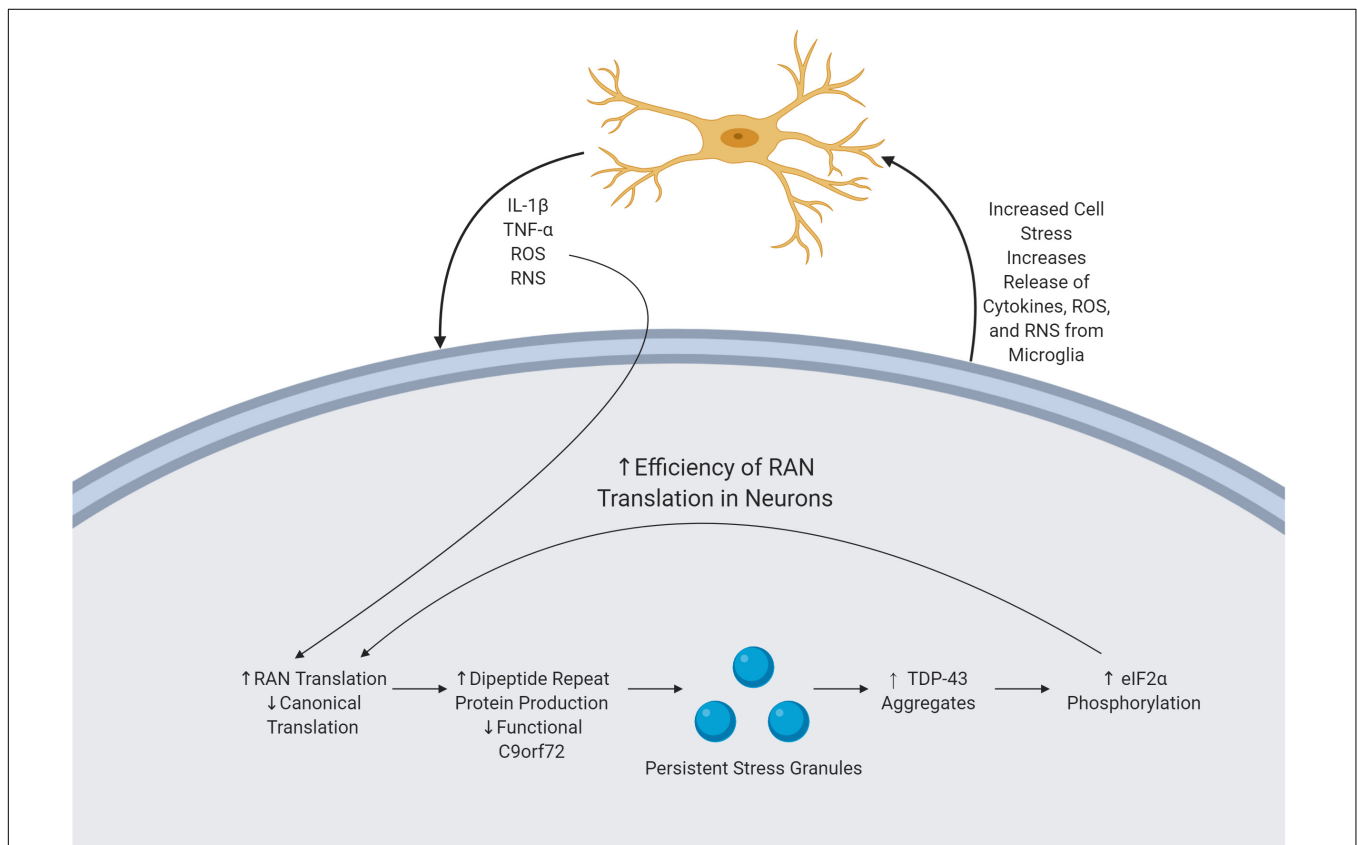 IL-1β
TNF-α
ROS
RNS
Increased Cell
Stress
Increases
Release of
Cytokines, ROS,
and RNS from
Microglia
↑Efficiency of RAN
Translation in Neurons
↑RAN Translation
↓Canonical
Translation
↑Dipeptide Repeat
Protein Production
↓Functional
C9orf72
Persistent Stress Granules
↑ TDP-43
Aggregates
↑ eIF2α
Phosphorylation